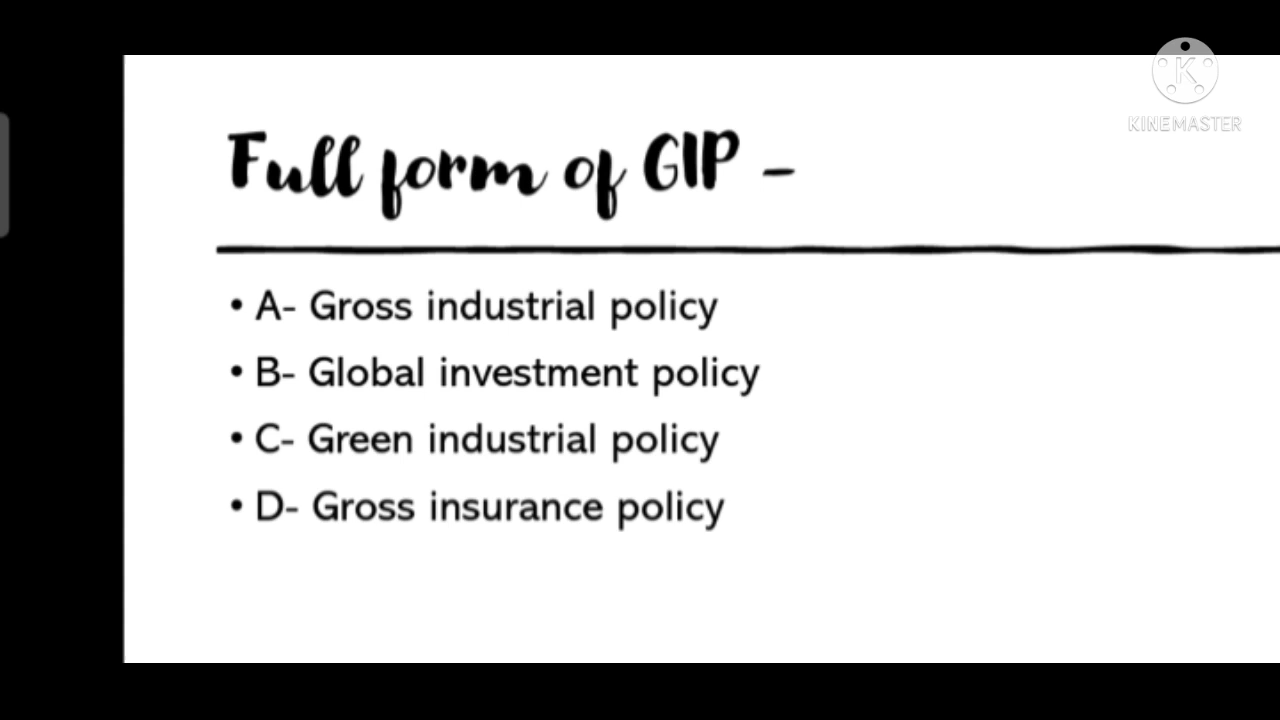 KINEMASTER
Full form of GIP -
• A- Gross industrial policy
• B- Global investment policy
• C- Green industrial policy
• D- Gross insurance policy